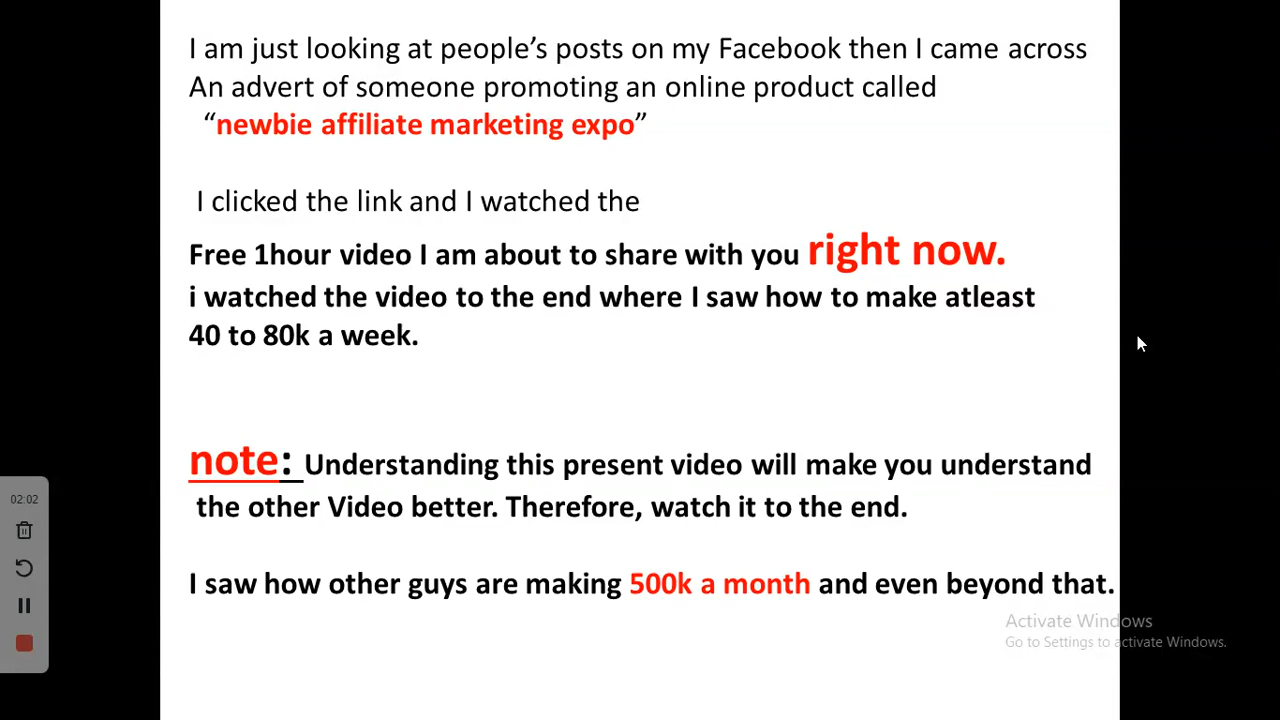 I am just looking at people’s posts on my Facebook then I came across
An advert of someone promoting an online product called
“newbie affiliate marketing expo”
I clicked the link and I watched the
Free 1hour video I am about to share with you right now.
i watched the video to the end where I saw how to make atleast
40 to 80k a week.
note: Understanding this present video will make you understand
the other Video better. Therefore, watch it to the end.
02:02
I saw how other guys are making 500k a month and even beyond that.
Activate Windows
Go to Settings to activate Windows.